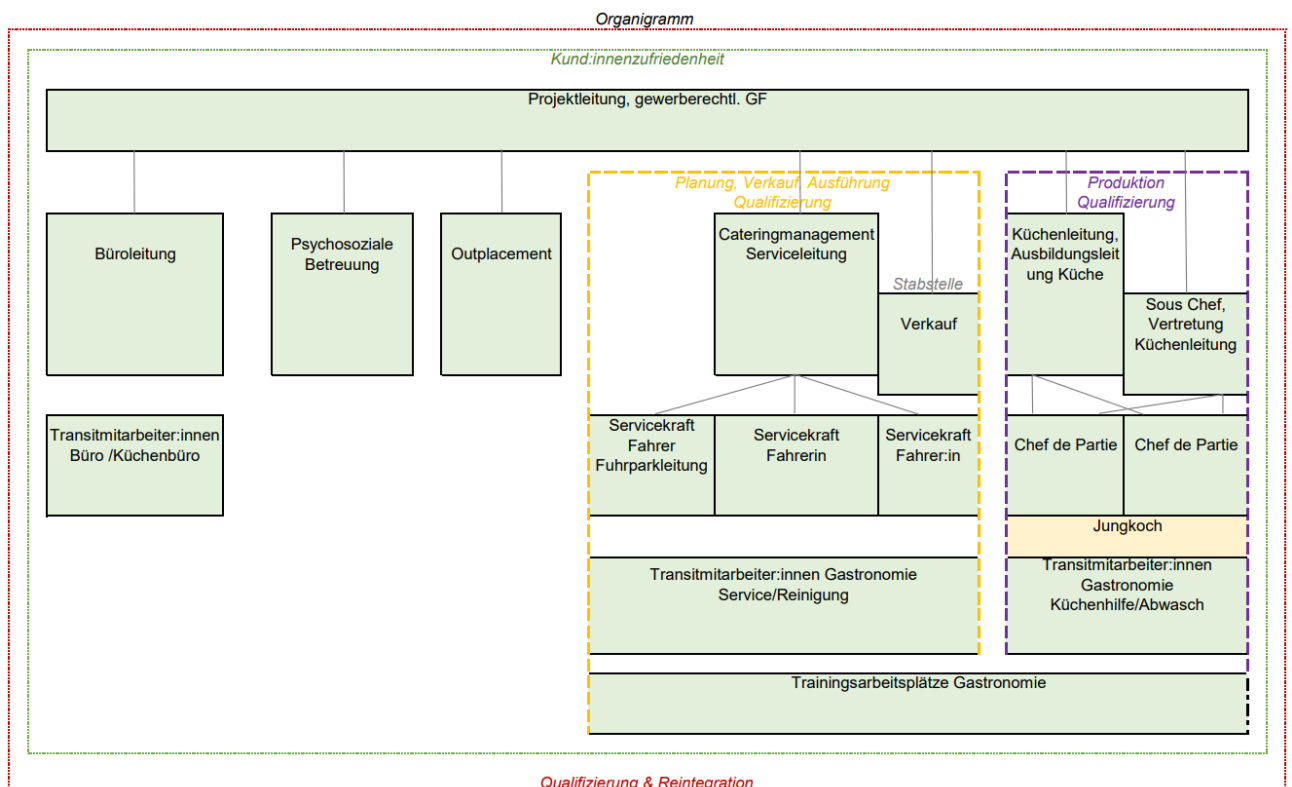 Organigramm
Kund:innenzufriedenheit
Projektleitung, gewerberechtl. GF
Planung, Verkauf, Ausführung
Qualifizierung
Produktion
Qualifizierung
Büroleitung
Psychosoziale
Betreuung
Outplacement
Cateringmanagement
Serviceleitung
Stabstelle
Verkauf
Küchenleitung,
Ausbildungsleit
ung Küche
Sous Chef,
Vertretung
Küchenleitung
Transitmitarbeiter:innen
Büro /Küchenbüro
Servicekraft
Fahrer
Fuhrparkleitung
Servicekraft
Fahrerin
Servicekraft
Fahrer:in
Chef de Partie
Chef de Partie
Jungkoch
Transitmitarbeiter:innen Gastronomie
Service/Reinigung
Transitmitarbeiter:innen
Gastronomie
Küchenhilfe/Abwasch
Trainingsarbeitsplätze Gastronomie
Qualifizierung & Reintegration